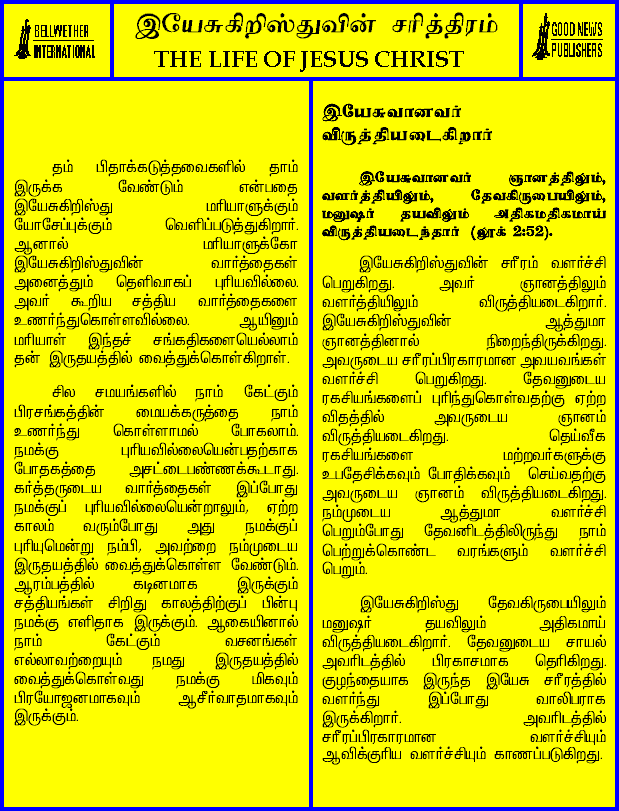 BELLWETHER
INTERNATIONAL
இயேசுகிறிஸ்துவின் சரித்திரம்
THE LIFE OF JESUS CHRIST
GOOD NEWS
PUBLISHERS
தம் பிதாக்கடுத்தவைகளில் தாம்
இருக்க வேண்டும் என்பதை
இயேசுகிறிஸ்து மரியாளுக்கும்
யோசேப்புக்கும் வெளிப்படுத்துகிறார்.
ஆனால் மரியாளுக்கோ
இயேசுகிறிஸ்துவின் வார்த்தைகள்
அனைத்தும் தெளிவாகப் புரியவில்லை.
அவர் கூறிய சத்திய வார்த்தைகளை
உணர்ந்துகொள்ளவில்லை. ஆயினும்
மரியாள் இந்தச் சங்கதிகளையெல்லாம்
தன் இருதயத்தில் வைத்துக்கொள்கிறாள்.
சில சமயங்களில் நாம் கேட்கும்
பிரசங்கத்தின் மையக்கருத்தை நாம்
உணர்ந்து கொள்ளாமல் போகலாம்.
நமக்கு புரியவில்லையென்பதற்காக
போதகத்தை அசட்டைபண்ணக்கூடாது.
கர்த்தருடைய வார்த்தைகள் இப்போது
நமக்குப் புரியவில்லையென்றாலும், ஏற்ற
காலம் வரும்போது அது நமக்குப்
புரியுமென்று நம்பி, அவற்றை நம்முடைய
இருதயத்தில் வைத்துக்கொள்ள வேண்டும்.
ஆரம்பத்தில் கடினமாக இருக்கும்
சத்தியங்கள் சிறிது காலத்திற்குப் பின்பு
நமக்கு எளிதாக இருக்கும். ஆகையினால்
நாம் கேட்கும் வசனங்கள்
எல்லாவற்றையும் நமது இருதயத்தில்
வைத்துக்கொள்வது நமக்கு மிகவும்
பிரயோஜனமாகவும் ஆசீர்வாதமாகவும்
இருக்கும்.
இயேசுவானவர்
விருத்தியடைகிறார்
இயேசுவானவர் ஞானத்திலும்,
வளர்த்தியிலும், தேவகிருபையிலும்,
மனுஷர் தயவிலும் அதிகமதிகமாய்
விருத்தியடைந்தார் (லூக் 2:52).
இயேசுகிறிஸ்துவின் சரீரம் வளர்ச்சி
பெறுகிறது. அவர் ஞானத்திலும்
வளர்த்தியிலும் விருத்தியடைகிறார்.
இயேசுகிறிஸ்துவின் ஆத்துமா
ஞானத்தினால் நிறைந்திருக்கிறது.
அவருடைய சரீரப்பிரகாரமான அவயவங்கள்
வளர்ச்சி பெறுகிறது. தேவனுடைய
ரகசியங்களைப் புரிந்துகொள்வதற்கு ஏற்ற
விதத்தில் அவருடைய ஞானம்
விருத்தியடைகிறது. தெய்வீக
ரகசியங்களை மற்றவர்களுக்கு
உபதேசிக்கவும் போதிக்கவும் செய்வதற்கு
அவருடைய ஞானம் விருத்தியடைகிறது.
நம்முடைய ஆத்துமா வளர்ச்சி
பெறும்போது தேவனிடத்திலிருந்து நாம்
பெற்றுக்கொண்ட வரங்களும் வளர்ச்சி
பெறும்.
இயேசுகிறிஸ்து தேவகிருபையிலும்
மனுஷர் தயவிலும் அதிகமாய்
விருத்தியடைகிறார். தேவனுடைய சாயல்
அவரிடத்தில் பிரகாசமாக தெரிகிறது.
குழந்தையாக இருந்த இயேசு சரீரத்தில்
வளர்ந்து இப்போது வாலிபராக
இருக்கிறார். அவரிடத்தில்
சரீரப்பிரகாரமான வளர்ச்சியும்
ஆவிக்குரிய வளர்ச்சியும் காணப்படுகிறது.